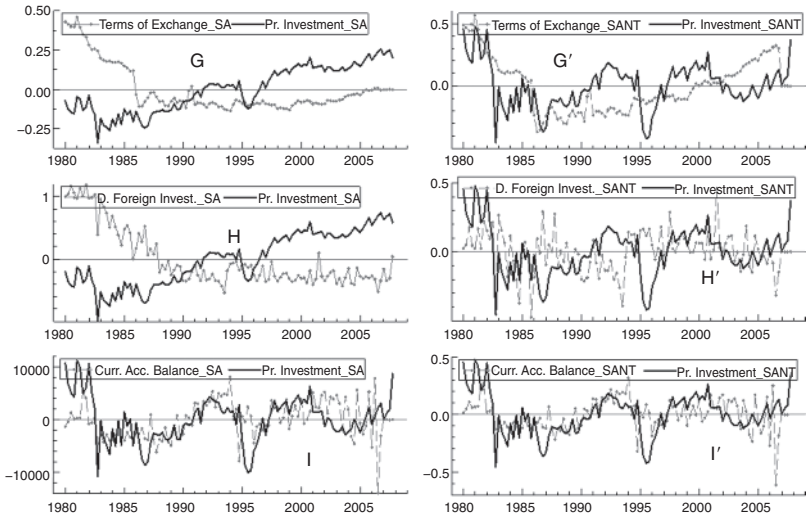 Terms of Exchange_SA Pr. Investment_SA
0.50
0.25
G
0.00
−0.25
1980 1985 1990 1995 2000 2005
Terms of Exchange_SANT Pr. Investment_SANT
0.5
G′
0.0
1980 1985 1990 1995 2000 2005
D. Foreign Invest._SA Pr. Investment_SA
1
H
0
1980 1985 1990 1995 2000 2005
D. Foreign Invest._SANT Pr. Investment_SANT
0.5
0.0
H′
1980 1985 1990 1995 2000 2005
Curr. Acc. Balance_SA Pr. Investment_SA
10000
0
I
−10000
1980 1985 1990 1995 2000 2005
Curr. Acc. Balance_SANT Pr. Investment_SANT
0.5
0.0
I′
−0.5
1980 1985 1990 1995 2000 2005